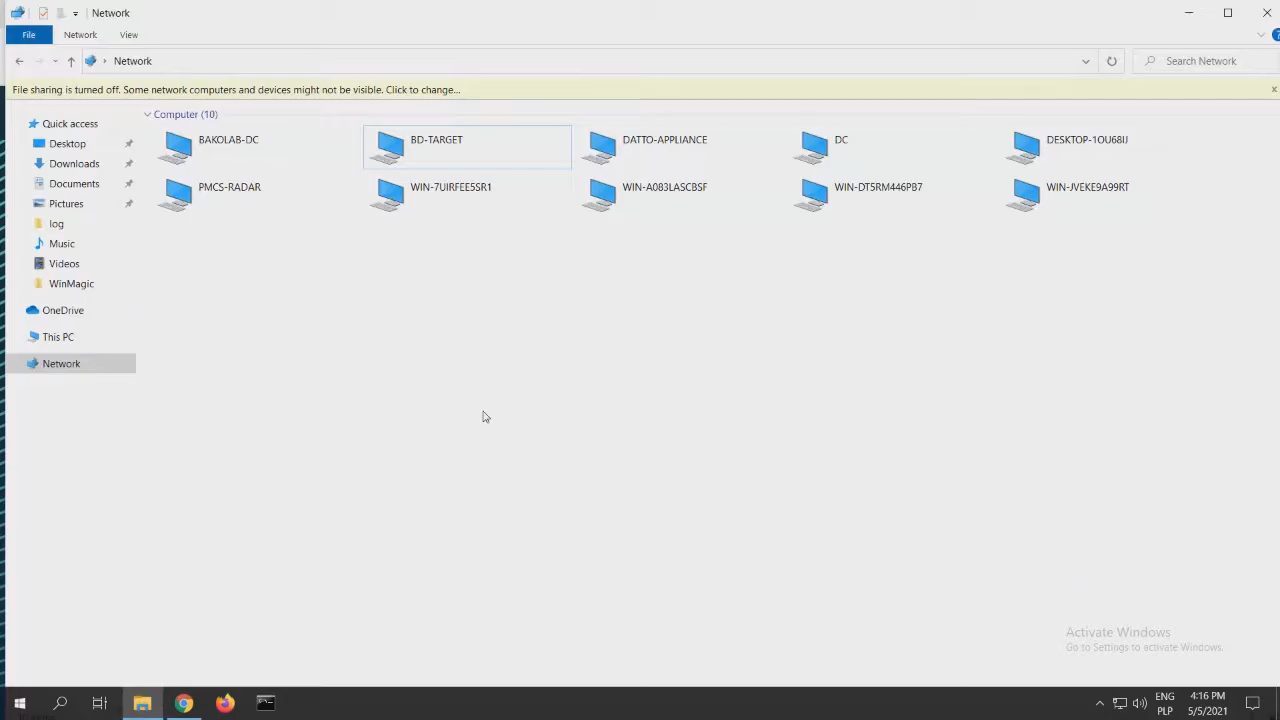 Network
File Network View
Network
Search Network
File sharing is turned off. Some network computers and devices might not be visible. Click to change...
Quick access
Desktop
Downloads
Documents
Pictures
log
Music
Videos
WinMagic
OneDrive
This PC
Network
Computer (10)
BAKOLAB-DC BD-TARGET DATTO-APPLIANCE DC DESKTOP-1OU68IJ
PMCS-RADAR WIN-7UIRFEE5SR1 WIN-A083LASCBSF WIN-DT5RM446PB7 WIN-JVEKE9A99RT
Activate Windows
Go to Settings to activate Windows.
ENG 4:16 PM
PLP 5/5/2021